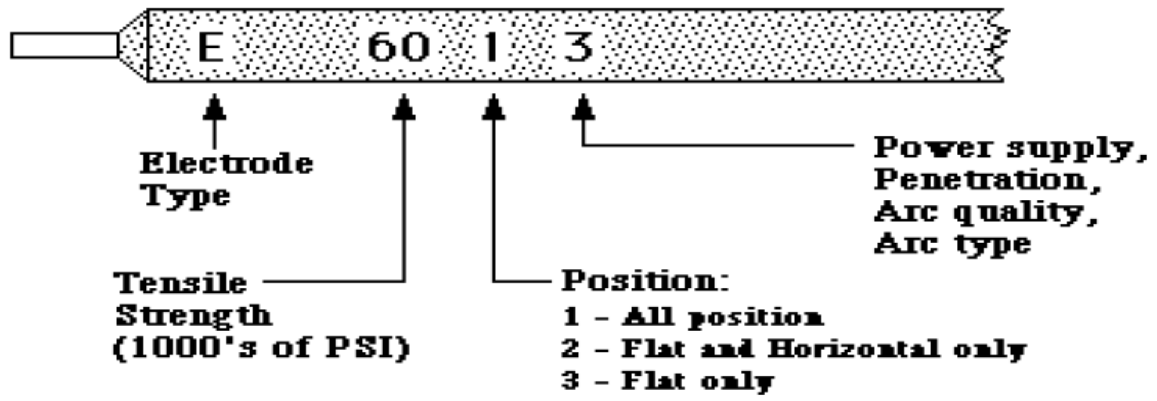 E 60 1 3
Electrode
Type
Power supply,
Penetration,
Arc quality,
Arc type
Tensile
Strength
(1000's of PSI)
Position:
1 - All position
2 - Flat and Horizontal only
3 - Flat only